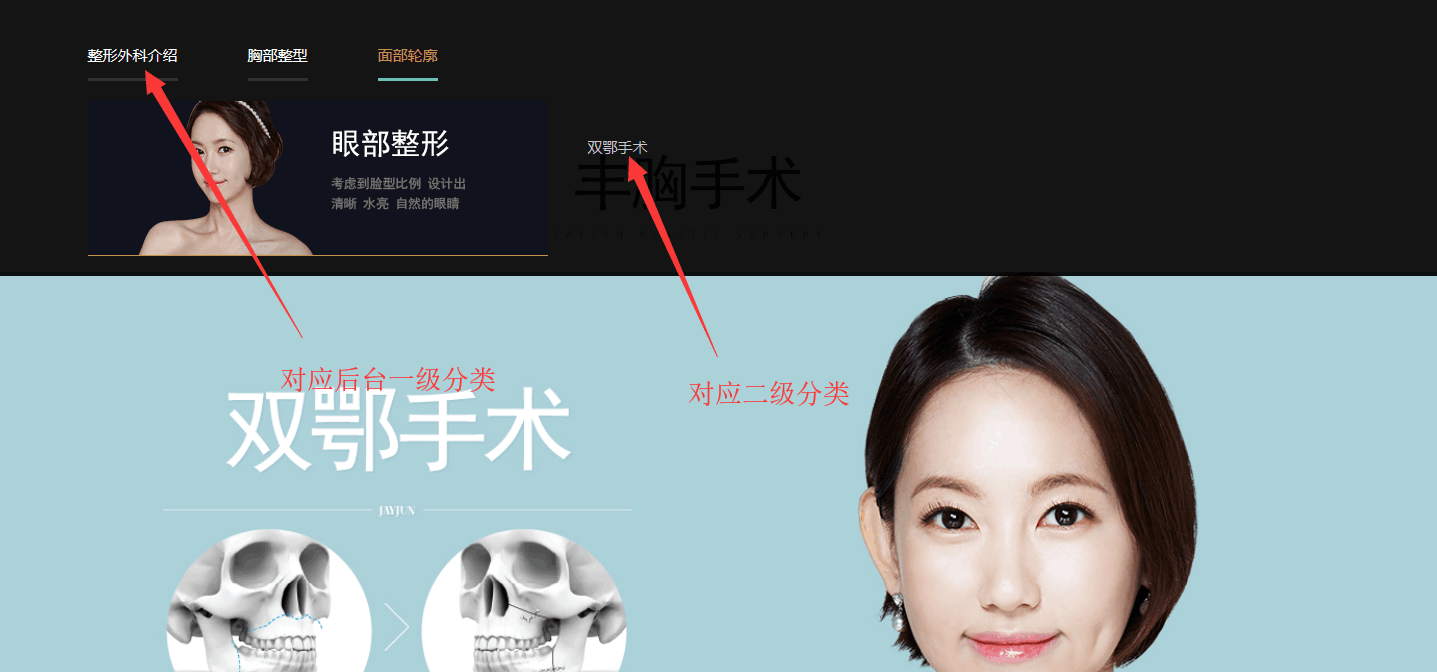 整形外科介绍
胸部整型
面部轮廓
眼部整形
考虑到脸型比例 设计出
清晰 水亮 自然的眼睛
双鄂手术
丰胸手术
对应后台一级分类
对应二级分类
双鄂手术
JAYJUN